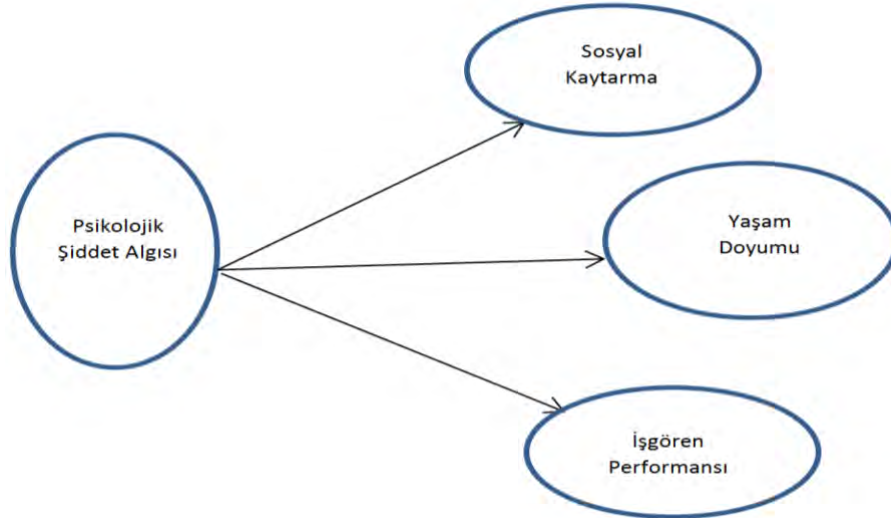 Sosyal
Kaytarma
Psikolojik
Şiddet Algısı
Yaşam
Doyumu
İşgören
Performansı